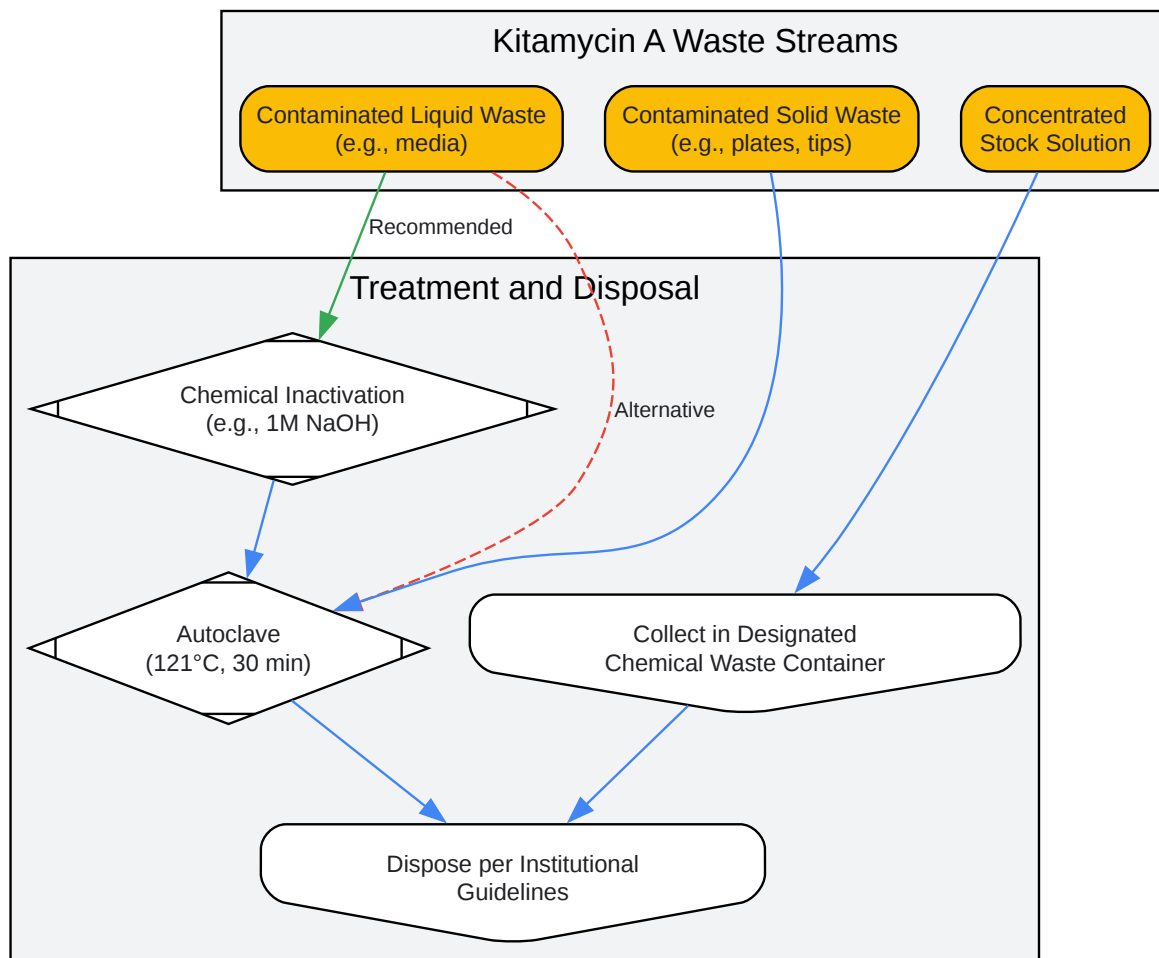 Kitamycin A Waste Streams
Contaminated Liquid Waste
(e.g., media)
Contaminated Solid Waste
(e.g., plates, tips)
Concentrated
Stock Solution
Recommended
Treatment and Disposal
Chemical Inactivation
(e.g., 1M NaOH)
Alternative
Autoclave
(121°C, 30 min)
Collect in Designated
Chemical Waste Container
Dispose per Institutional
Guidelines